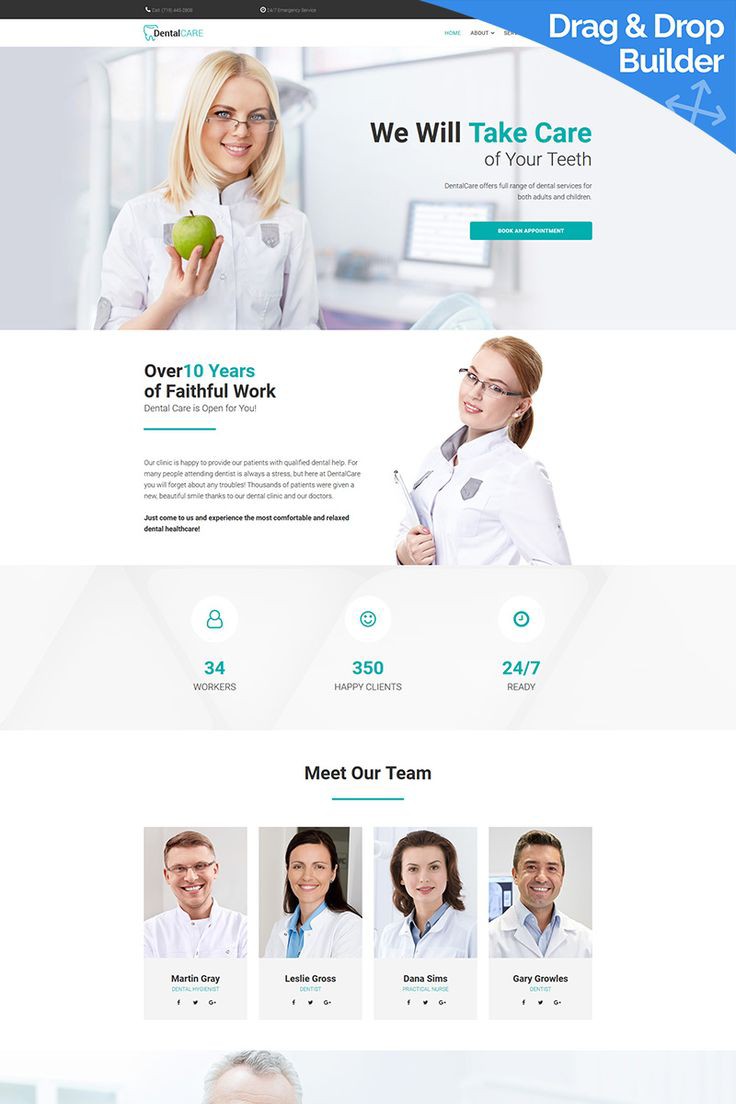 Call: (719) 445-2808
24/7 Emergency Service
Drag & Drop
Builder
DentalCARE
HOME
ABOUT
We Will Take Care
of Your Teeth
DentalCare offers full range of dental services for
both adults and children.
BOOK AN APPOINTMENT
Over10 Years
of Faithful Work
Dental Care is Open for You!
Our clinic is happy to provide our patients with qualified dental help. For
many people attending dentist is always a stress, but here at DentalCare
you will forget about any troubles! Thousands of patients were given a
new, beautiful smile thanks to our dental clinic and our doctors.
Just come to us and experience the most comfortable and relaxed
dental healthcare!
34
WORKERS
350
HAPPY CLIENTS
24/7
READY
Meet Our Team
Martin Gray
DENTAL HYGIENIST
Leslie Gross
DENTIST
Dana Sims
PRACTICAL NURSE
Gary Growles
DENTIST